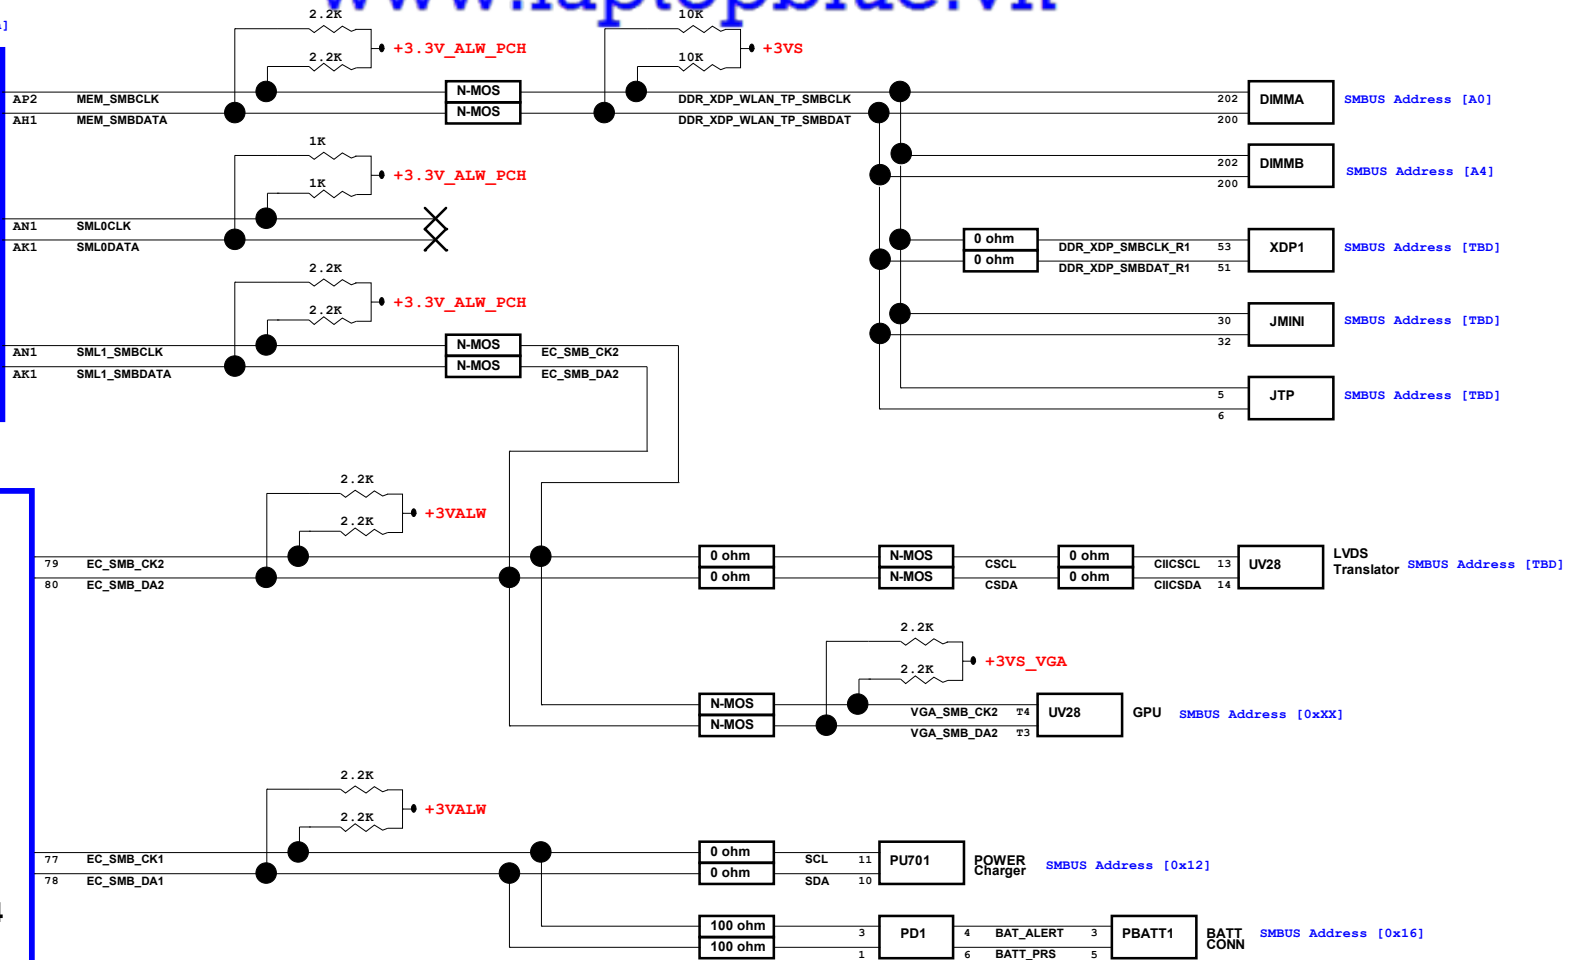 www.laptopblue.vn
]
2.2K
10K
2.2K
+3.3V_ALW_PCH
10K
+3VS
AP2 MEM_SMBCLK N-MOS DDR_XDP_WLAN_TP_SMBCLK 202 DIMMA SMBUS Address [A0]
AH1 MEM_SMBDATA N-MOS DDR_XDP_WLAN_TP_SMBDAT 200
1K
1K
+3.3V_ALW_PCH
202 DIMMB SMBUS Address [A4]
200
AN1 SML0CLK
AK1 SML0DATA
0 ohm DDR_XDP_SMBCLK_R1 53 XDP1 SMBUS Address [TBD]
0 ohm DDR_XDP_SMBDAT_R1 51
2.2K
2.2K
+3.3V_ALW_PCH
30 JMINI SMBUS Address [TBD]
32
AN1 SML1_SMBCLK N-MOS EC_SMB_CK2
AK1 SML1_SMBDATA N-MOS EC_SMB_DA2
5 JTP SMBUS Address [TBD]
6
2.2K
2.2K
+3VALW
79 EC_SMB_CK2 0 ohm N-MOS CSCL 0 ohm CIICSCL 13 UV28 LVDS
Translator SMBUS Address [TBD]
80 EC_SMB_DA2 0 ohm N-MOS CSDA 0 ohm CIICSDA 14
2.2K
2.2K
+3VS_VGA
N-MOS VGA_SMB_CK2 T4 UV28 GPU SMBUS Address [0xXX]
N-MOS VGA_SMB_DA2 T3
2.2K
2.2K
+3VALW
77 EC_SMB_CK1 0 ohm SCL 11 PU701 POWER
Charger SMBUS Address [0x12]
78 EC_SMB_DA1 0 ohm SDA 10
100 ohm 3 PD1 4 BAT_ALERT 3 PBATT1 BATT
CONN SMBUS Address [0x16]
100 ohm 1 6 BATT_PRS 5